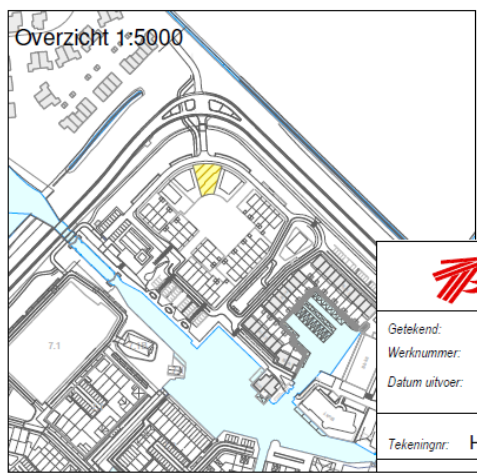 Overzicht 1:5000
7.1
Getekend:
Werknummer:
Datum uitvoer:
Tekeningnr: H